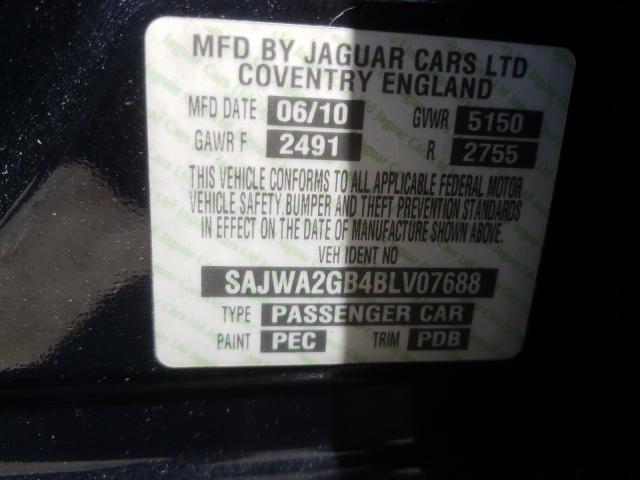 MFD BY JAGUAR CARS LTD
COVENTRY ENGLAND
MFD DATE 06/10 GVWR 5150
GAWR F 2491 R 2755
THIS VEHICLE CONFORMS TO ALL APPLICABLE FEDERAL MOTOR
VEHICLE SAFETY, BUMPER AND THEFT PREVENTION STANDARDS
IN EFFECT ON THE DATE OF MANUFACTURE SHOWN ABOVE.
VEH IDENT NO
SAJWA2GB4BLV07688
TYPE PASSENGER CAR
PAINT PEC TRIM PDB